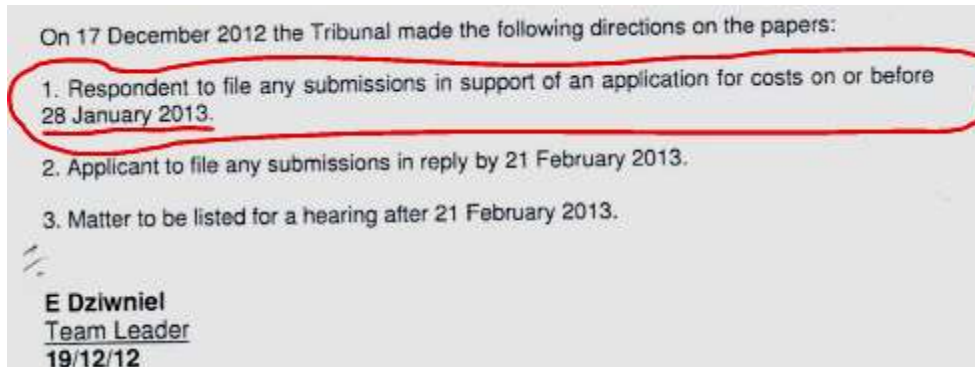 On 17 December 2012 the Tribunal made the following directions on the papers:
1. Respondent to file any submissions in support of an application for costs on or before
28 January 2013.
2. Applicant to file any submissions in reply by 21 February 2013.
3. Matter to be listed for a hearing after 21 February 2013.
E Dziwniel
Team Leader
19/12/12